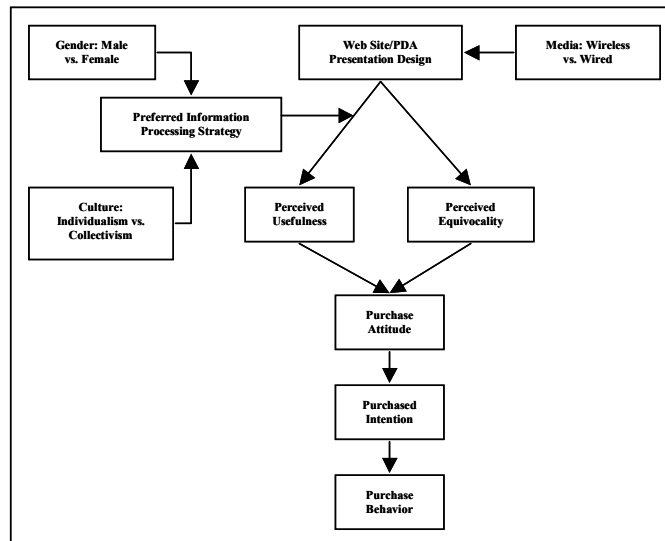 Gender: Male
vs. Female
Web Site/PDA
Presentation Design
Media: Wireless
vs. Wired
Preferred Information
Processing Strategy
Culture:
Individualism vs.
Collectivism
Perceived
Usefulness
Perceived
Equivocality
Purchase
Attitude
Purchased
Intention
Purchase
Behavior